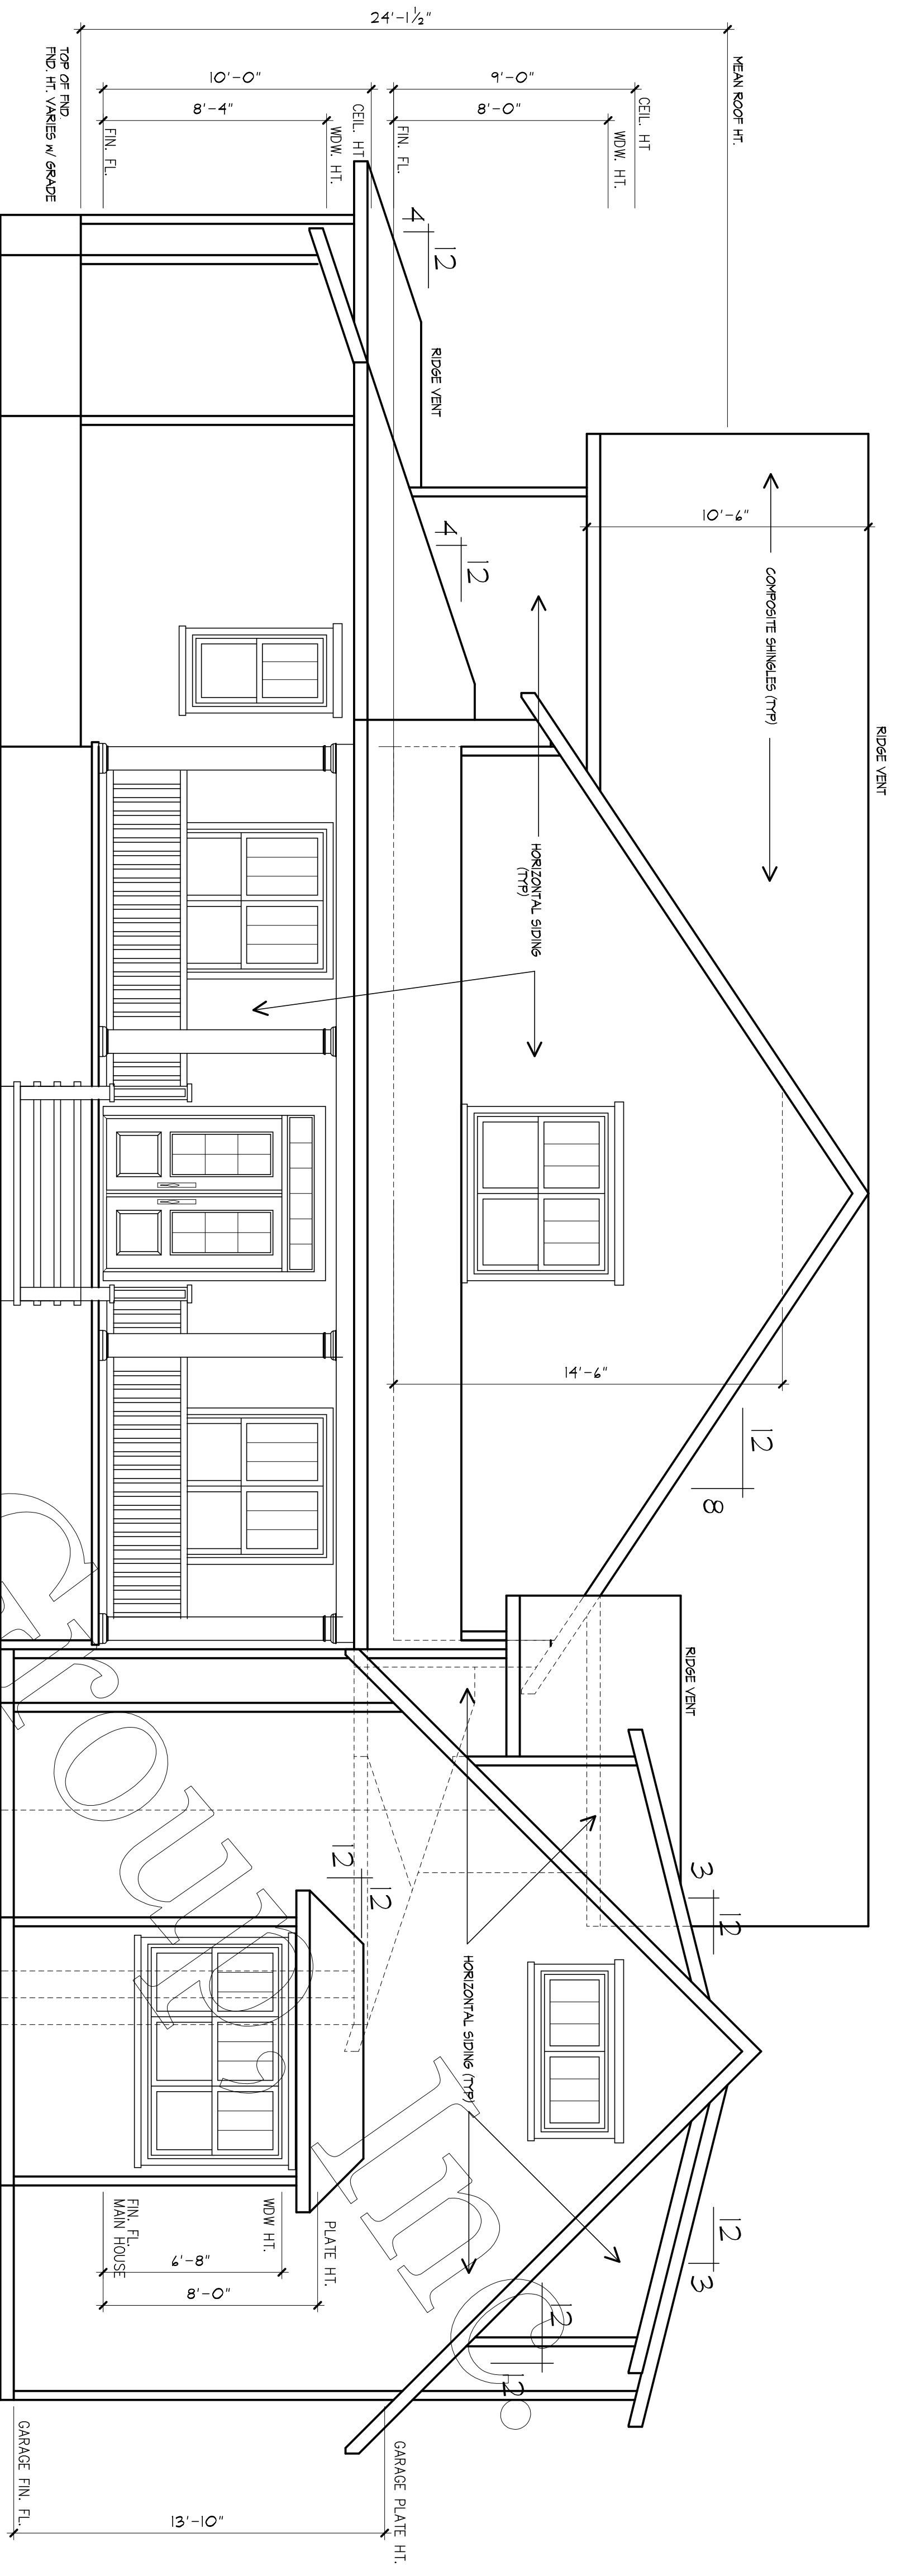 24'-1½"
MEAN ROOF HT.
TOP OF FND.
FND. HT. VARIES W/ GRADE
10'-0"
8'-4"
FIN. FL.
WDW. HT.
CEIL. HT
9'-0"
8'-0"
FIN. FL.
WDW. HT.
CEIL. HT
4
12
RIDGE VENT
4
12
10'-6"
COMPOSITE SHINGLES (TYP)
RIDGE VENT
HORIZONTAL SIDING
(TYP)
14'-6"
12
8
RIDGE VENT
3
12
12
12
HORIZONTAL SIDING (TYP)
12
3
12
12
PLATE HT.
WDW HT.
FIN. FL.
MAIN HOUSE
6'-8"
8'-0"
GARAGE PLATE HT.
GARAGE FIN. FL.
13'-10"
Group, Inc.